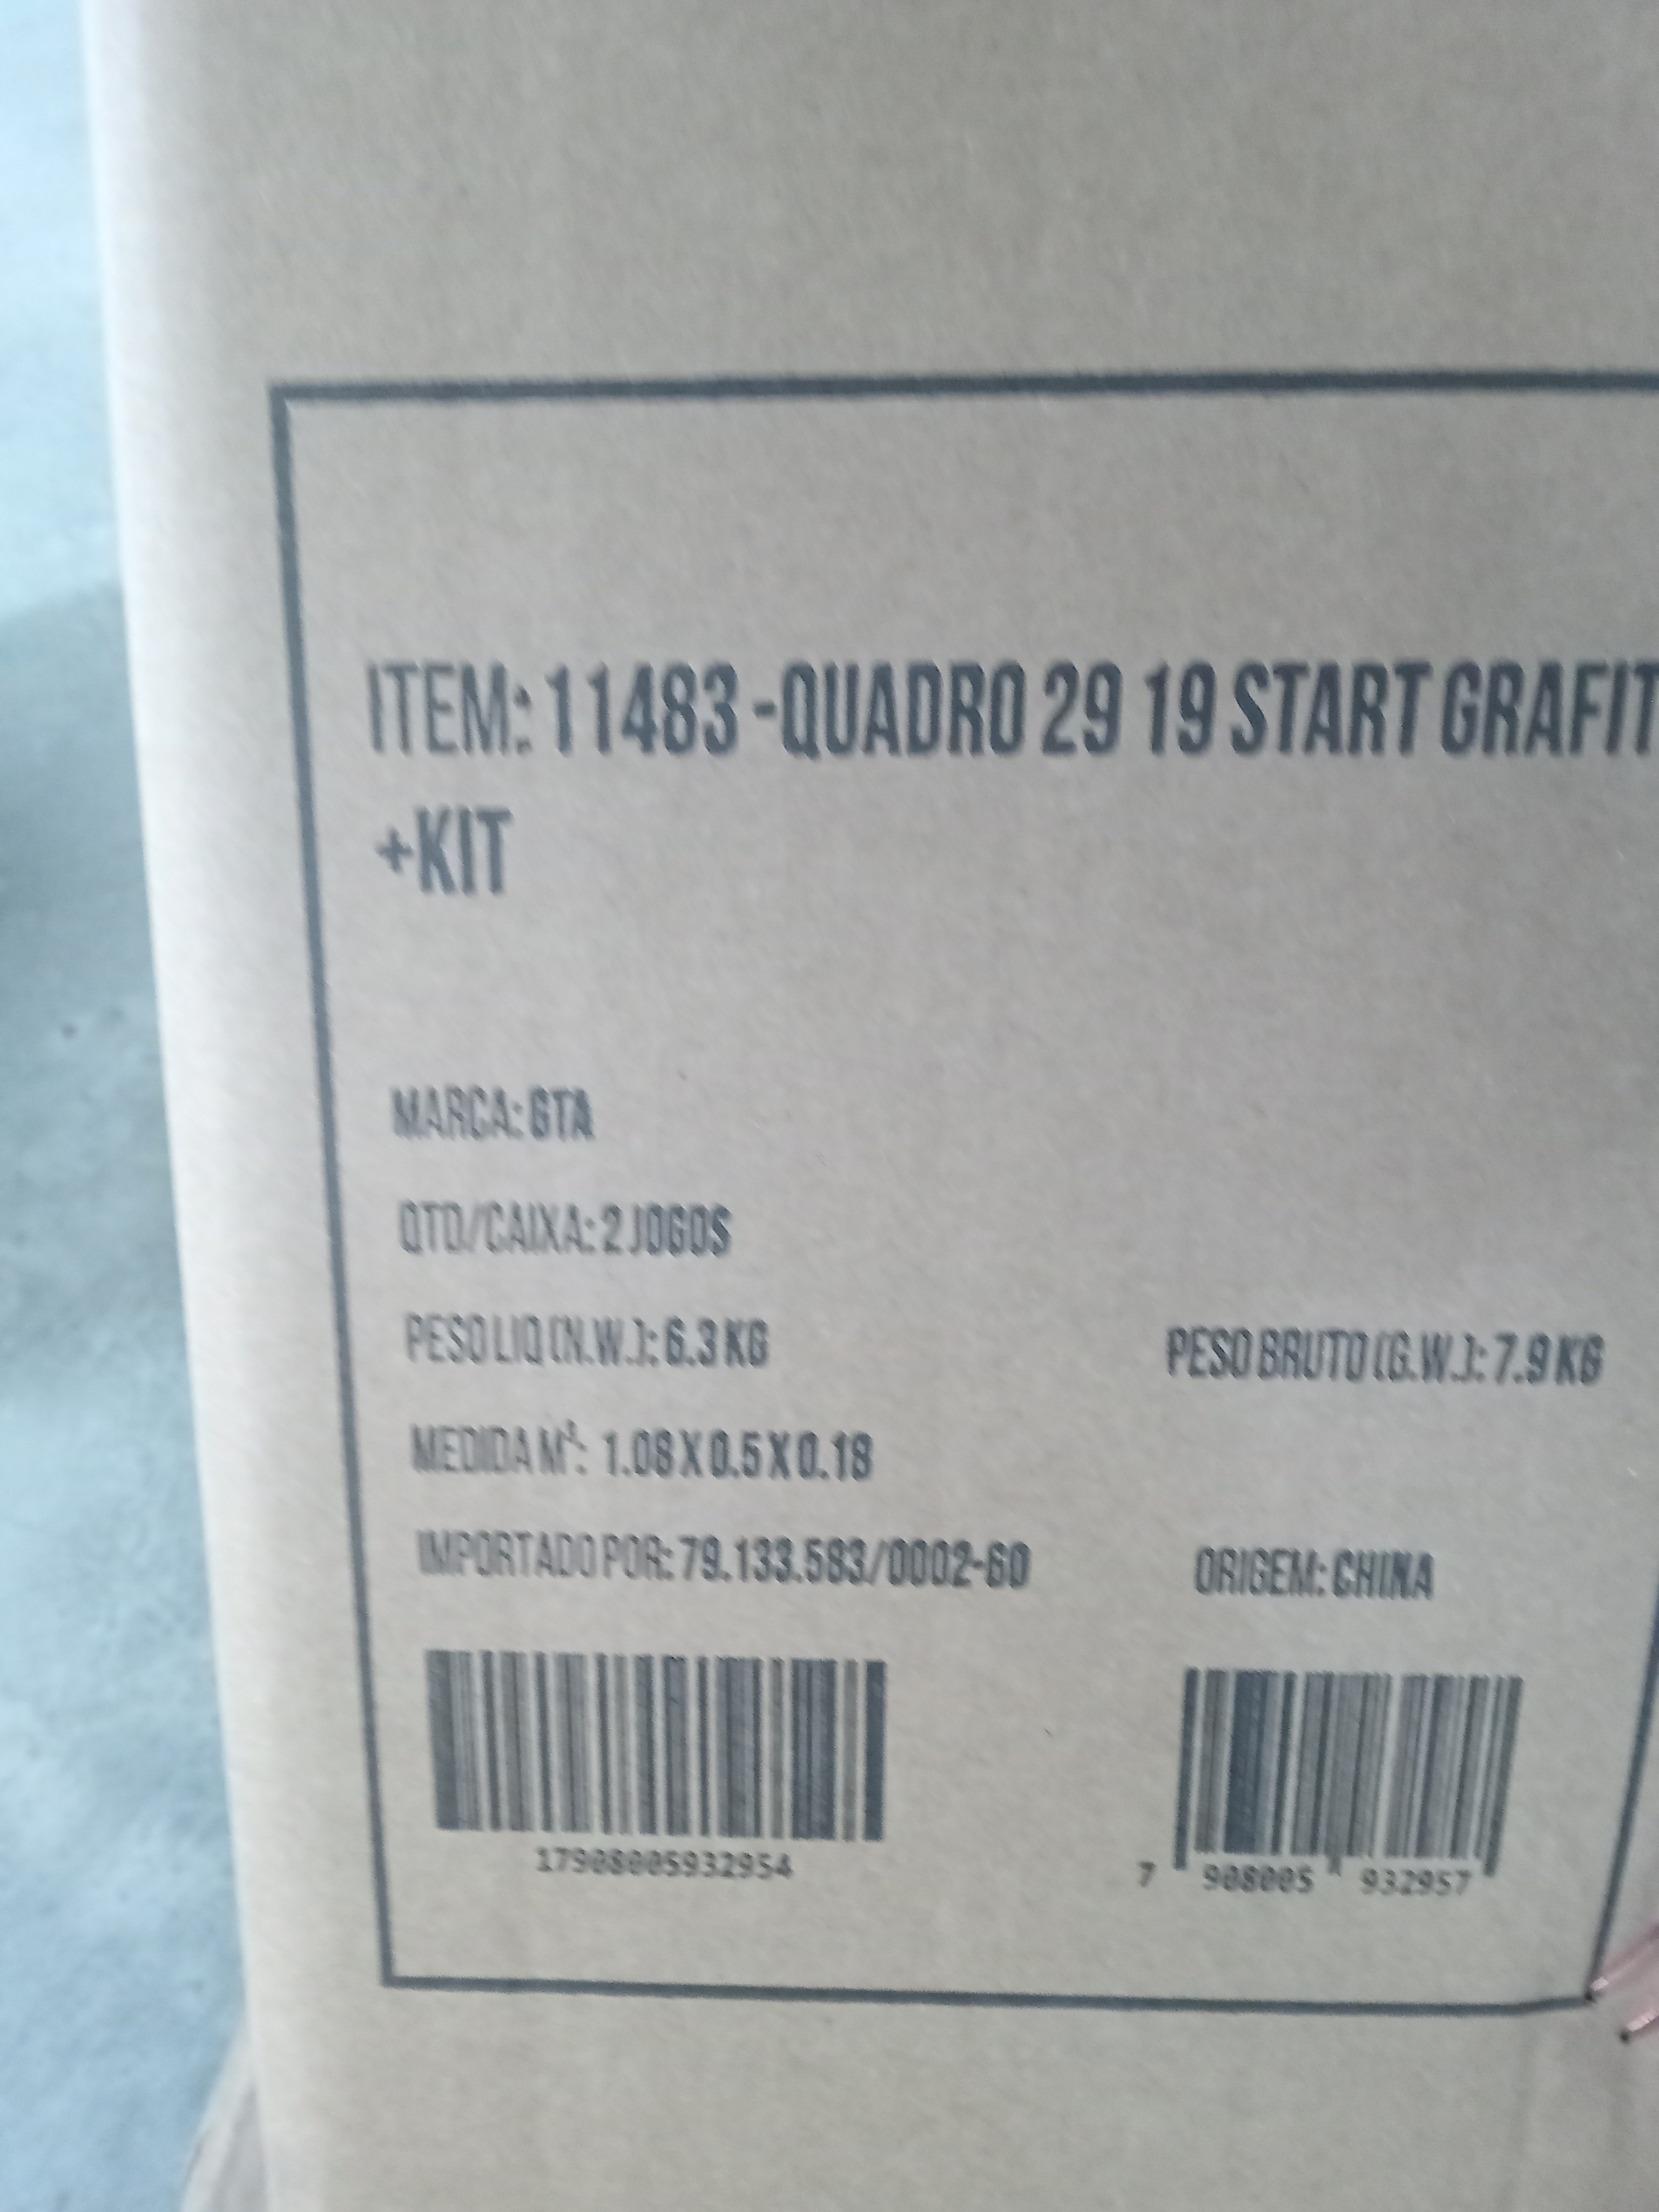 ITEM: 11483 -QUADRO 29 19 START GRAFIT
+KIT
MARCA: GTA
QTD/CAIXA: 2 JOGOS
PESO LIQ (N.W.): 6.3 KG PESO BRUTO (G.W.): 7.9 KG
MEDIDA M³: 1.08 X 0.5 X 0.18
IMPORTADO POR: 79.133.583/0002-60 ORIGEM: CHINA
17908005932954 7 908005 932957